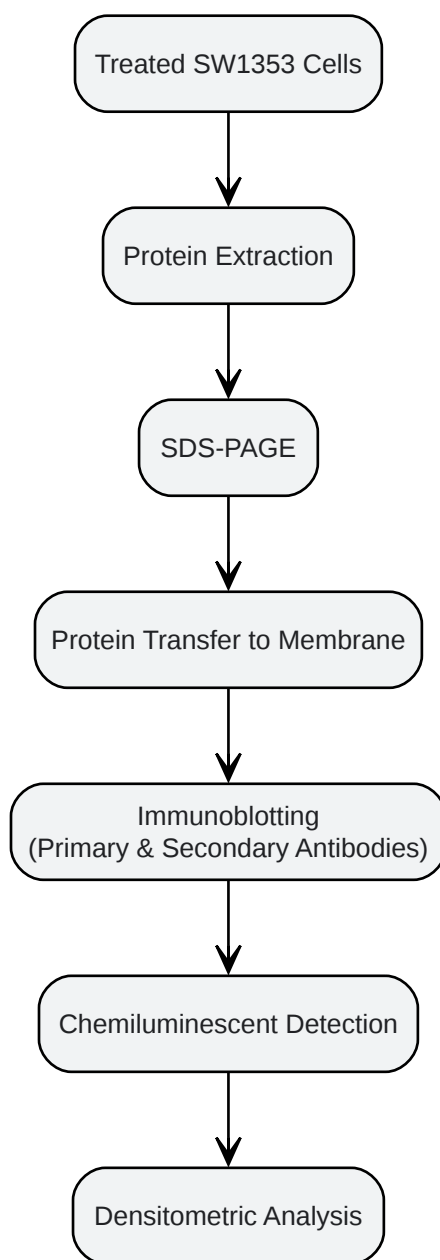 Treated SW1353 Cells
Protein Extraction
SDS-PAGE
Protein Transfer to Membrane
Immunoblotting
(Primary & Secondary Antibodies)
Chemiluminescent Detection
Densitometric Analysis